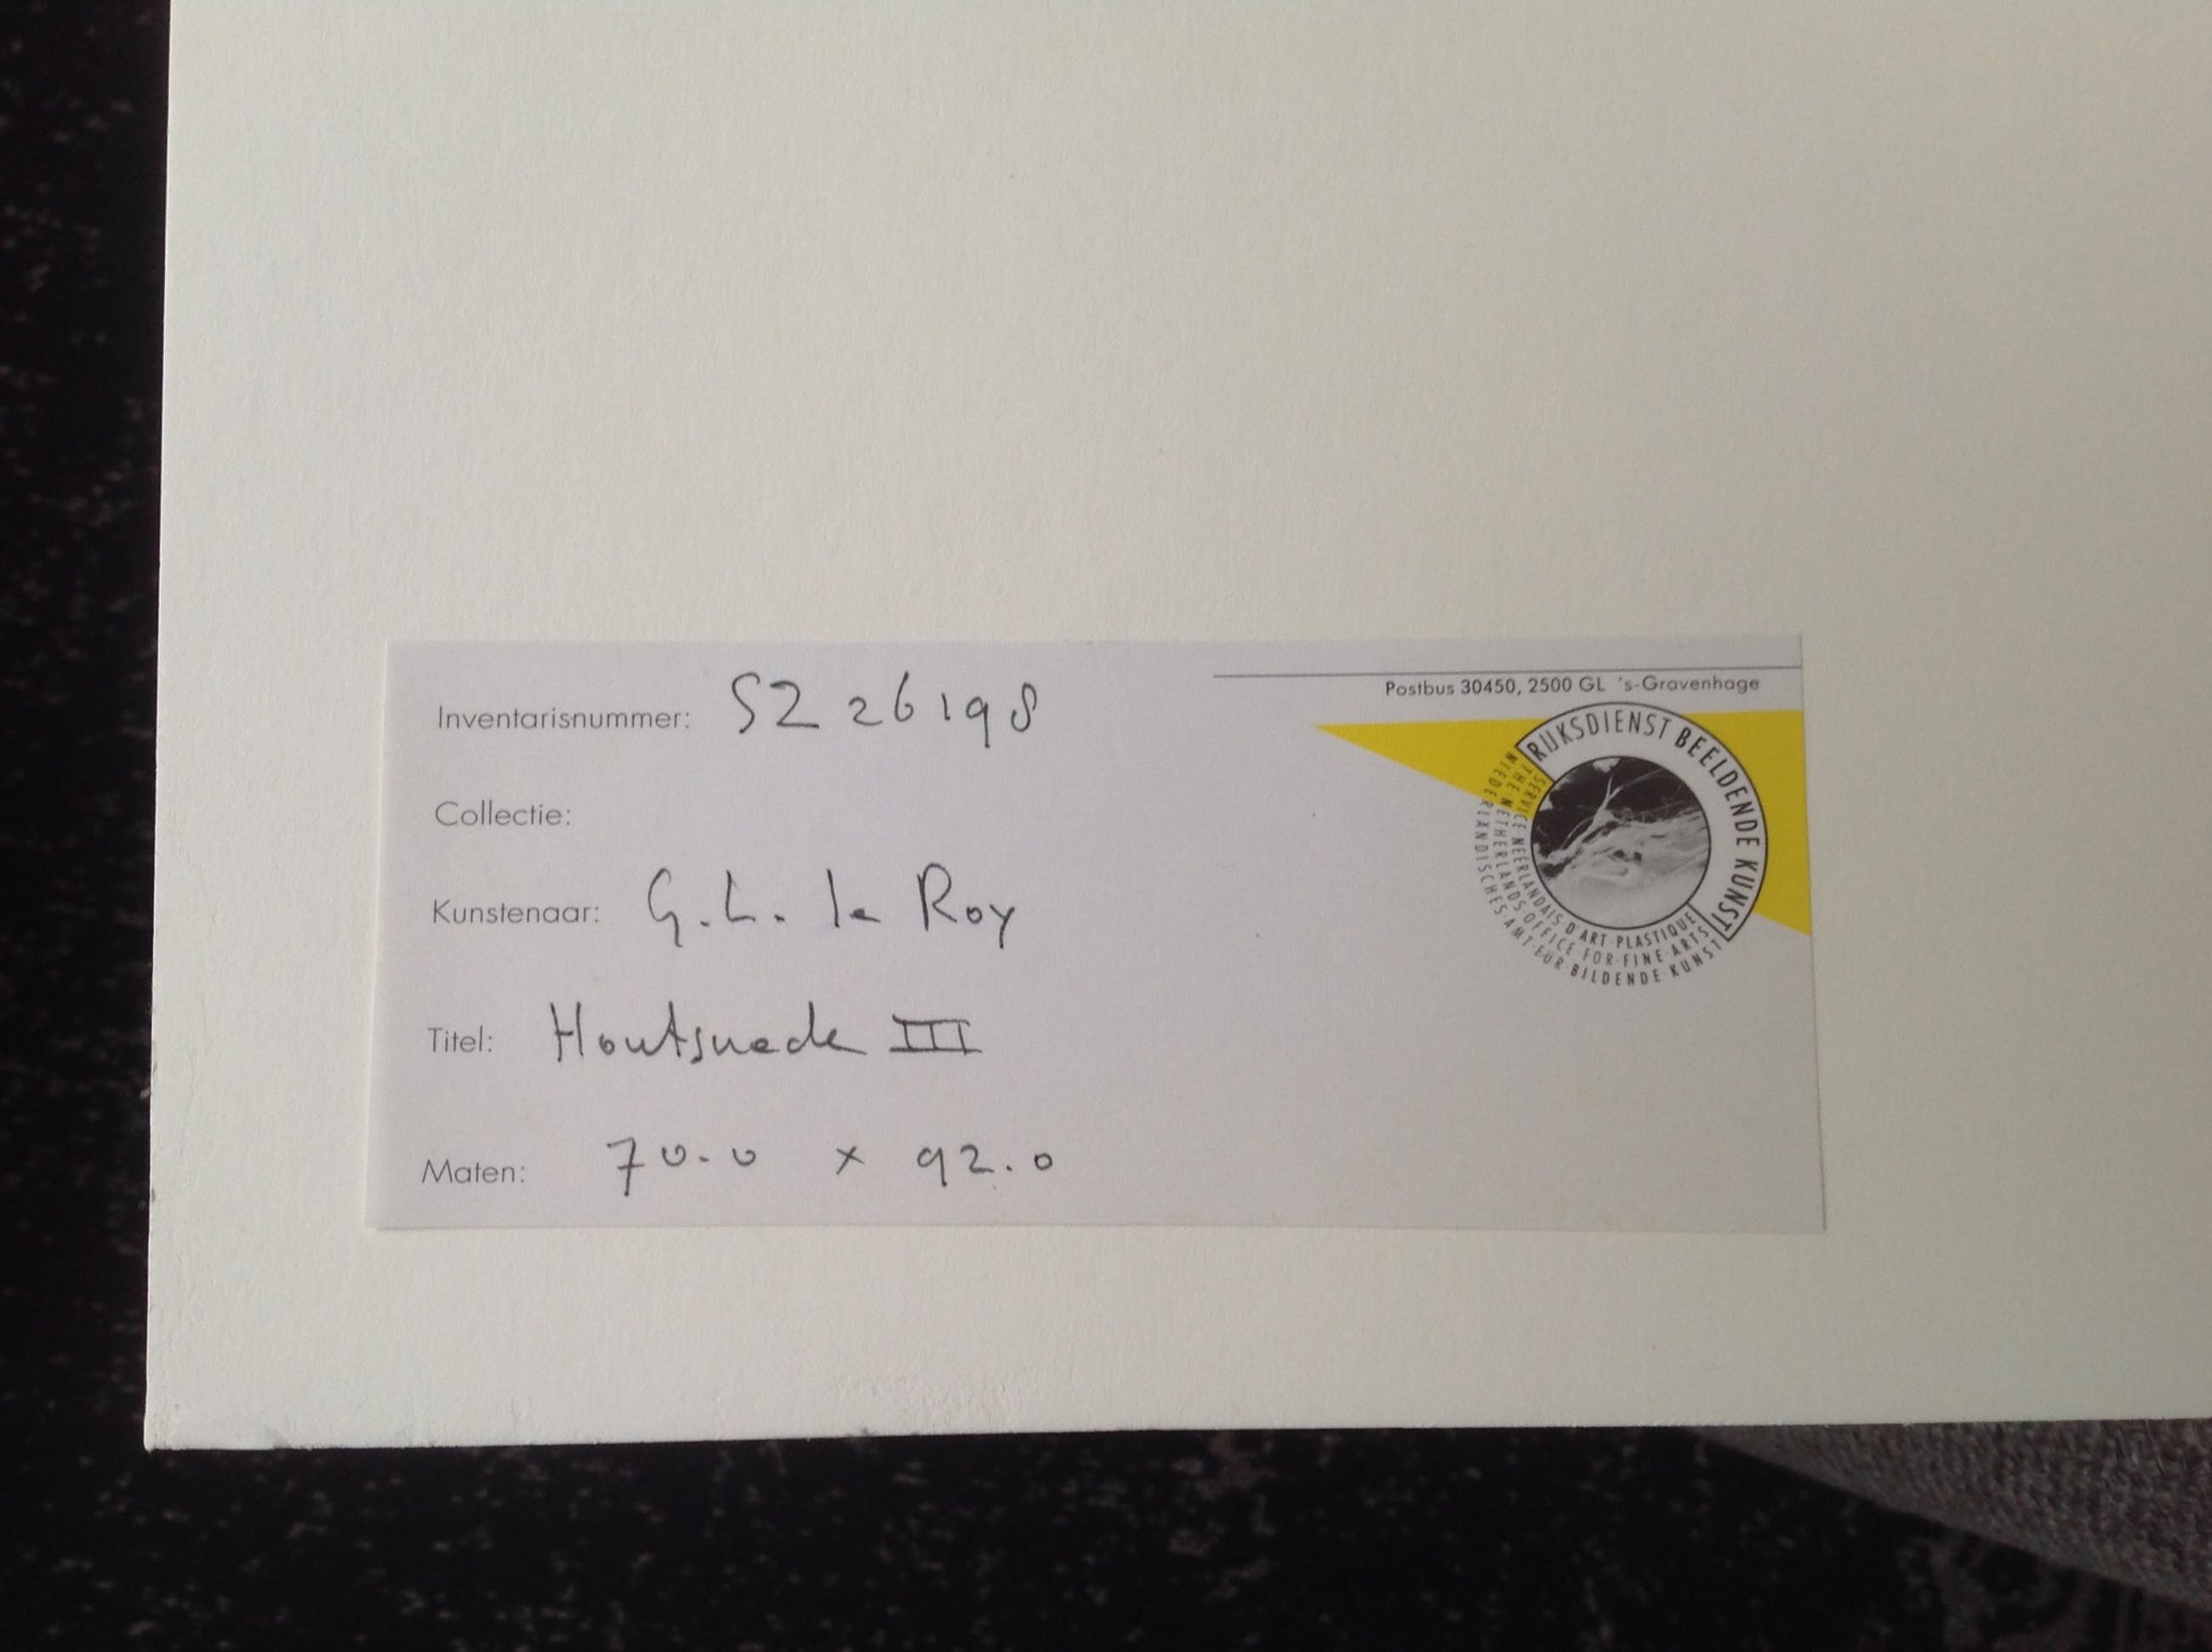 Postbus 30450, 2500 GL 's-Gravenhage
Inventarisnummer: SZ 26198
RIJKSDIENST BEELDENDE KUNST
SERVICE NEERLANDAIS D'ART PLASTIQUE
THE NETHERLANDS OFFICE FOR FINE ARTS
NIEDERLÄNDISCHES AMT FÜR BILDENDE KUNST
Collectie:
Kunstenaar: G.L. le Roy
Titel: Houtsnede III
Maten: 70.0 x 92.0